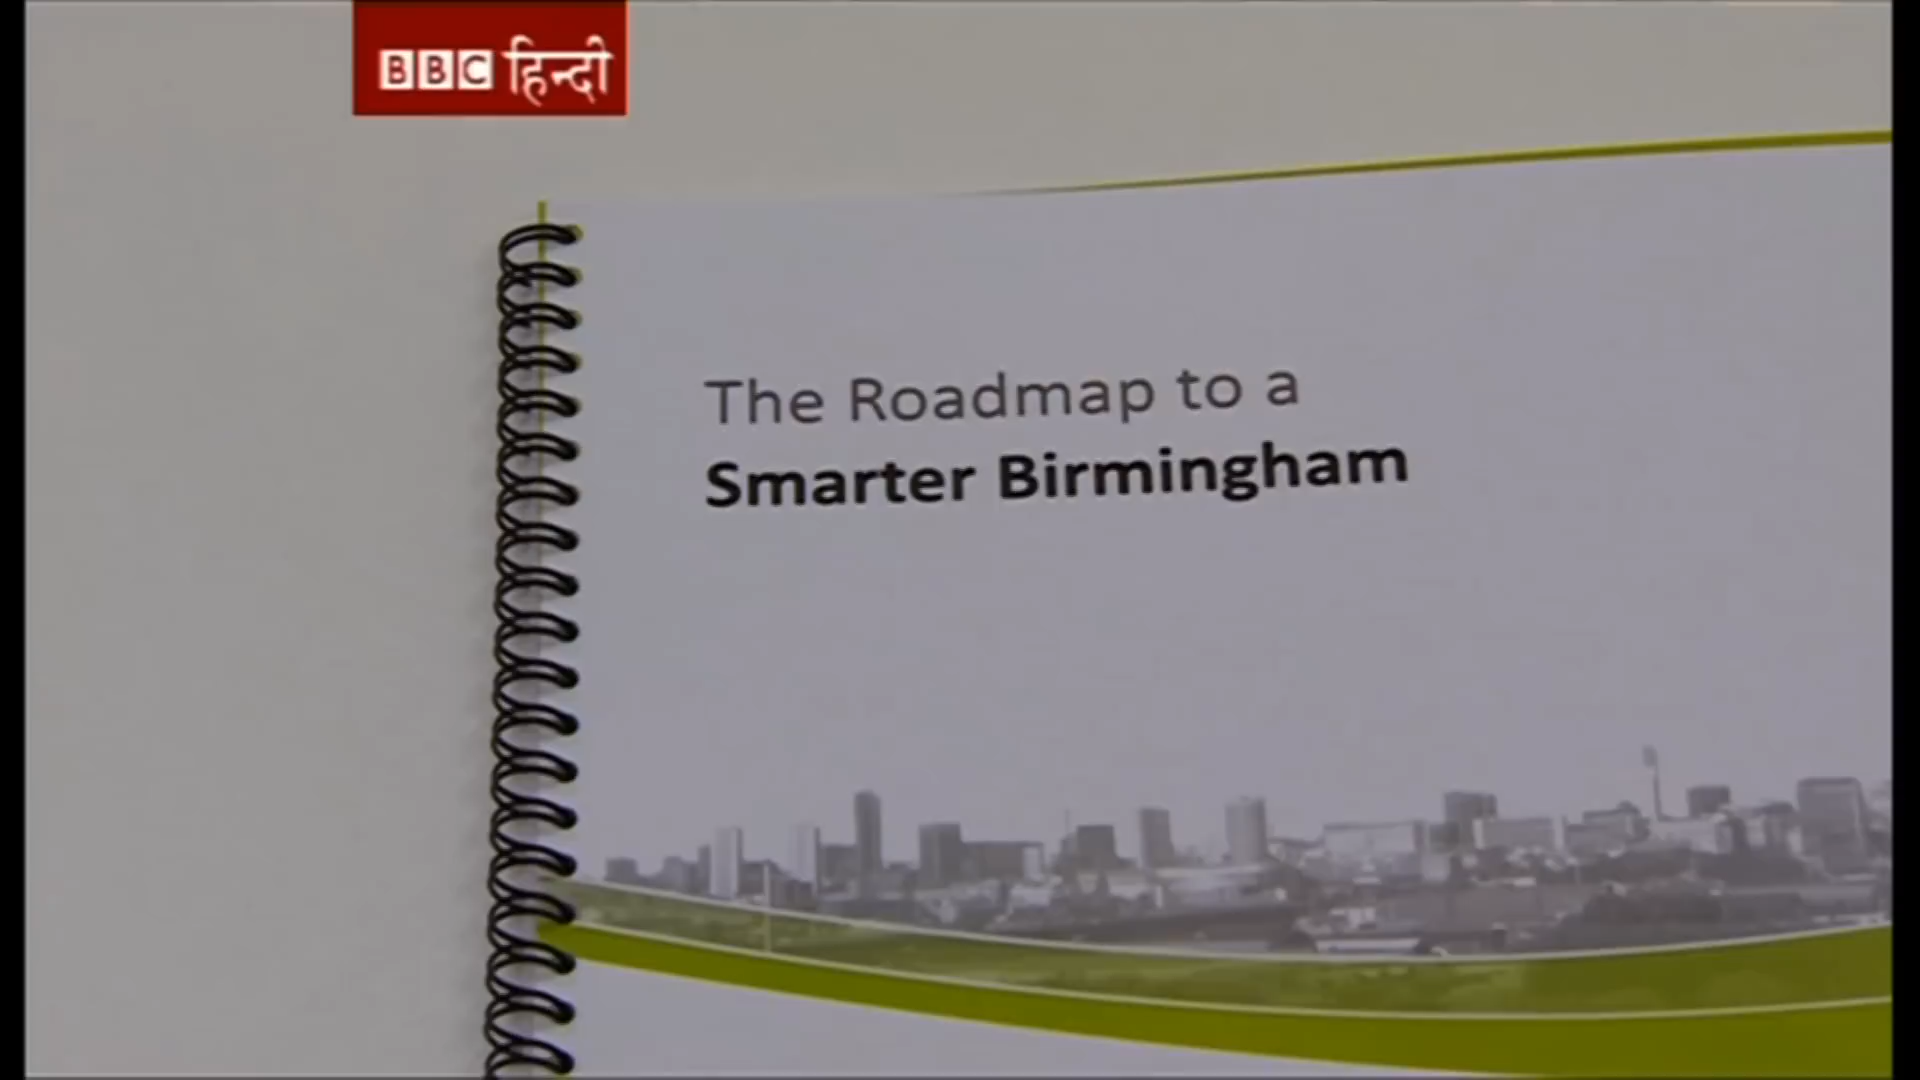 BBC हिन्दी
The Roadmap to a
Smarter Birmingham